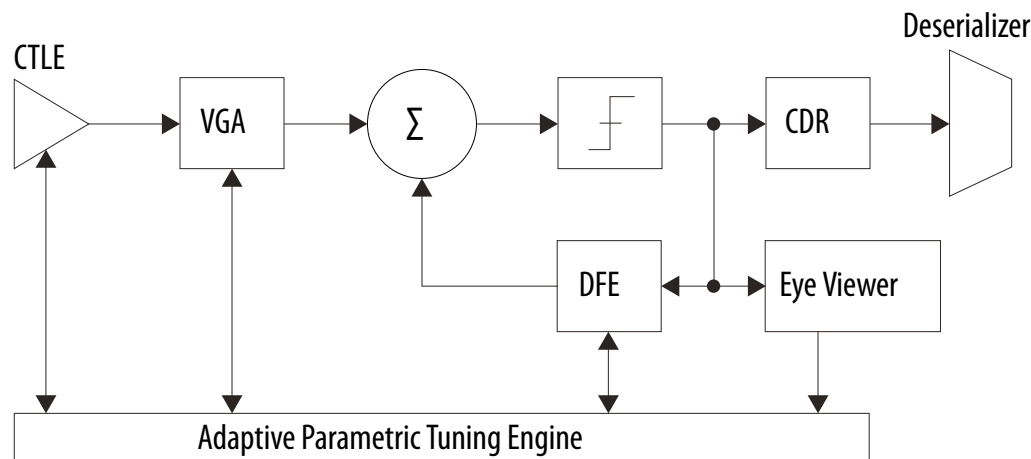 Deserializer
CTLE
VGA
Σ
CDR
DFE
Eye Viewer
Adaptive Parametric Tuning Engine